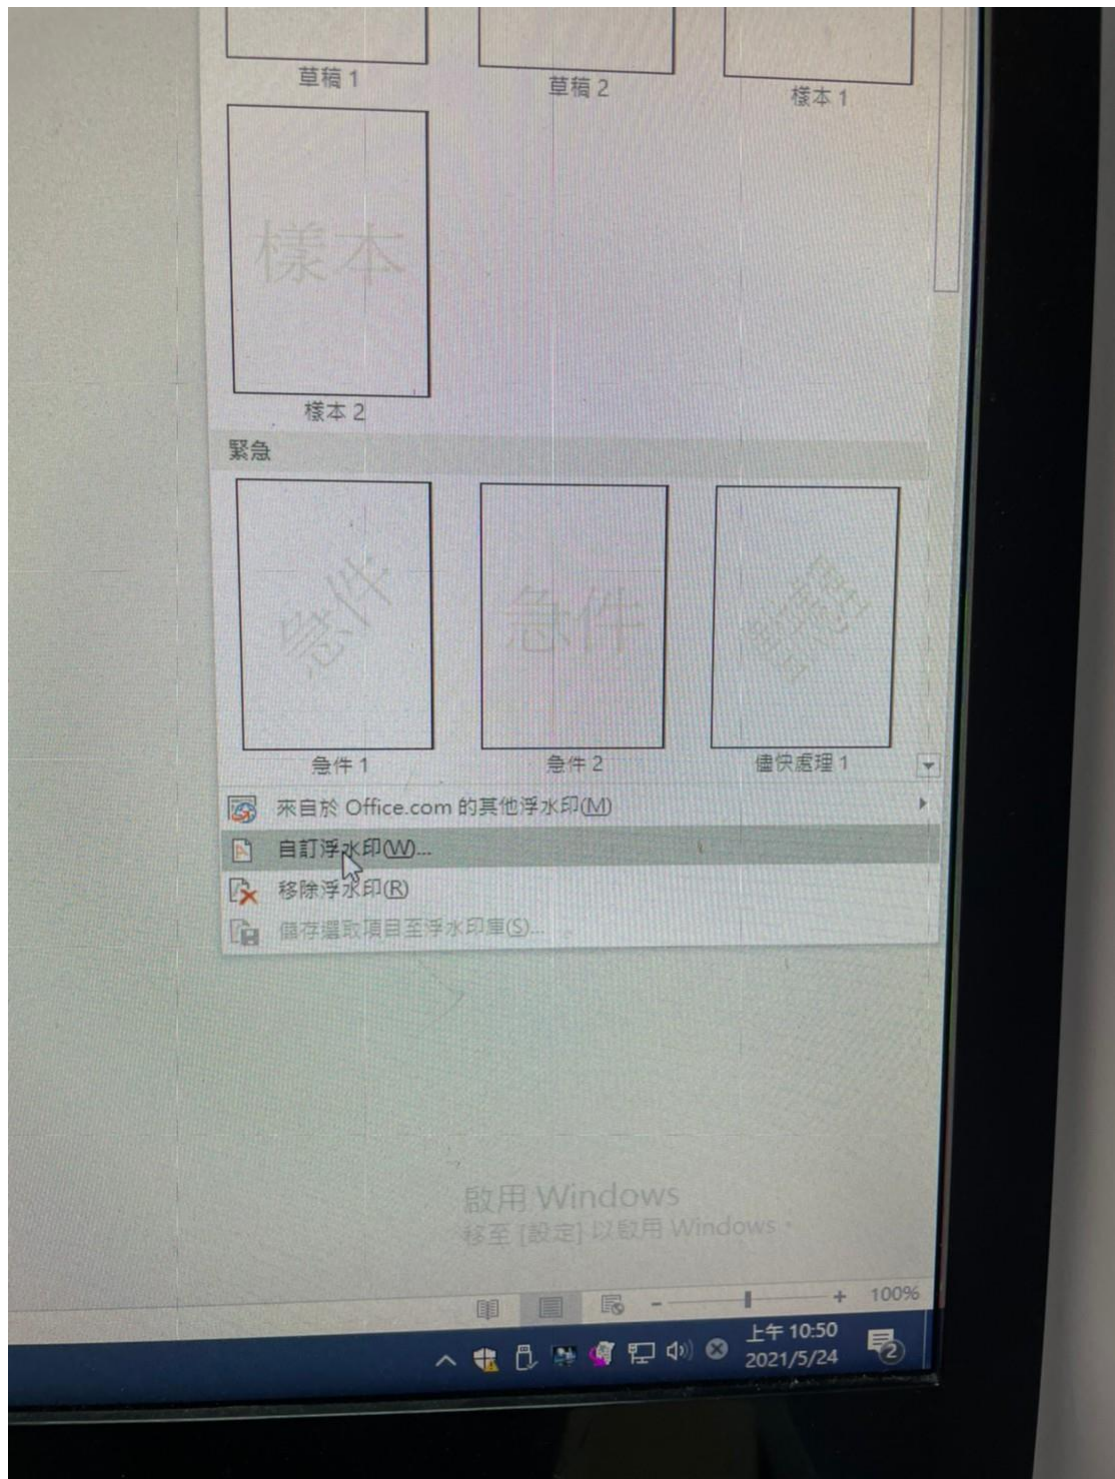 草稿 1
草稿 2
樣本 1
樣本
樣本 2
緊急
急件
急件
急件 1
急件 2
儘快處理 1
來自於 Office.com 的其他浮水印(M)
自訂浮水印(W)...
移除浮水印(R)
儲存選取項目至浮水印庫(S)...
啟用 Windows
移至 [設定] 以啟用 Windows。
100%
上午 10:50
2021/5/24
2